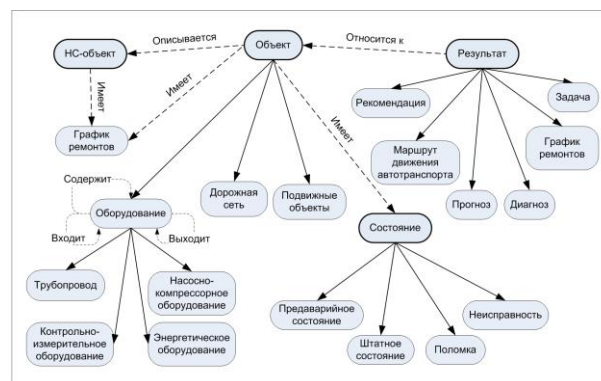 Описывается
Относится к
НС-объект
Объект
Результат
Имеет
Имеет
Имеет
Рекомендация
Задача
График
ремонтов
Маршрут
движения
автотранспорта
График
ремонтов
Содержит
Дорожная
сеть
Подвижные
объекты
Прогноз
Диагноз
Оборудование
Входит
Выходит
Состояние
Трубопровод
Насосно-
компрессорное
оборудование
Предаварийное
состояние
Неисправность
Контрольно-
измерительное
оборудование
Энергетическое
оборудование
Штатное
состояние
Поломка